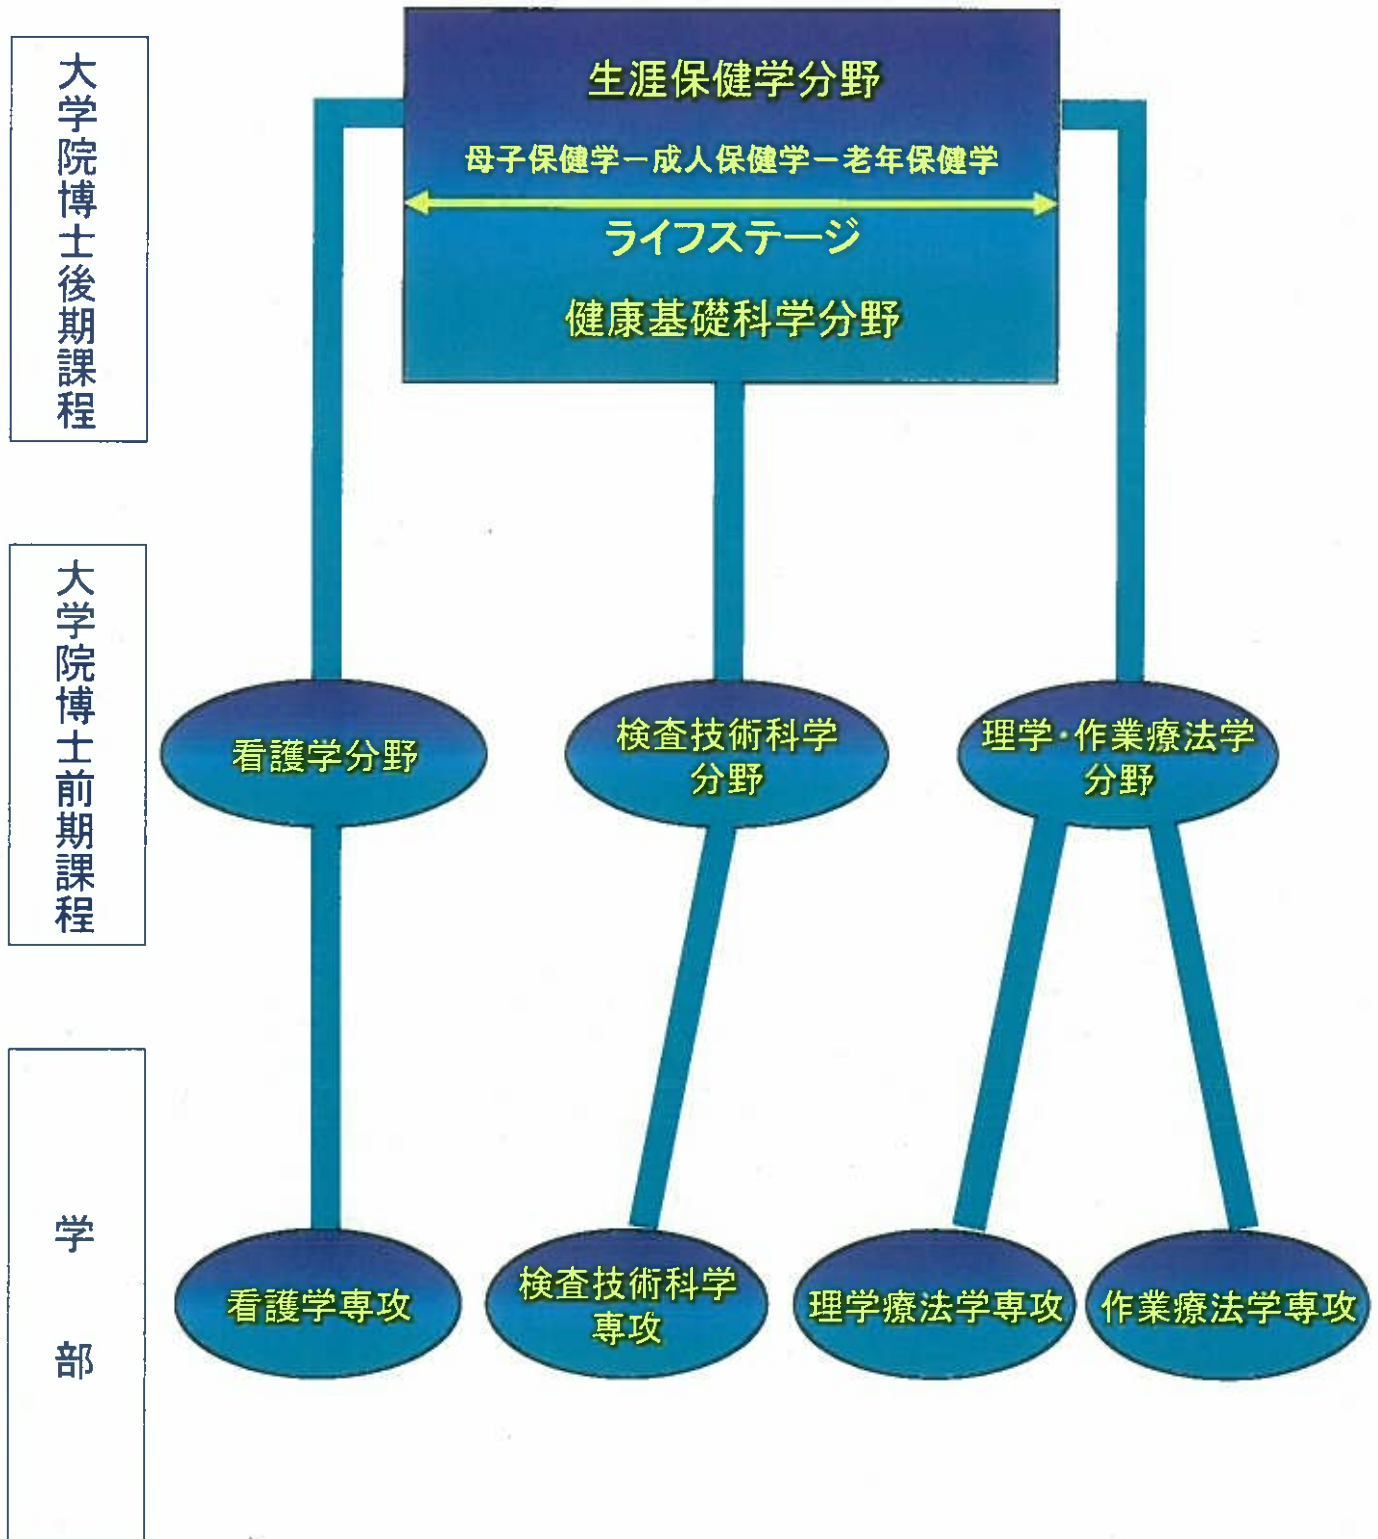 大学院博士後期課程
生涯保健学分野
母子保健学－成人保健学－老年保健学
ライフステージ
健康基礎科学分野
大学院博士前期課程
看護学分野
検査技術科学
分野
理学・作業療法学
分野
学部
看護学専攻
検査技術科学
専攻
理学療法学専攻
作業療法学専攻